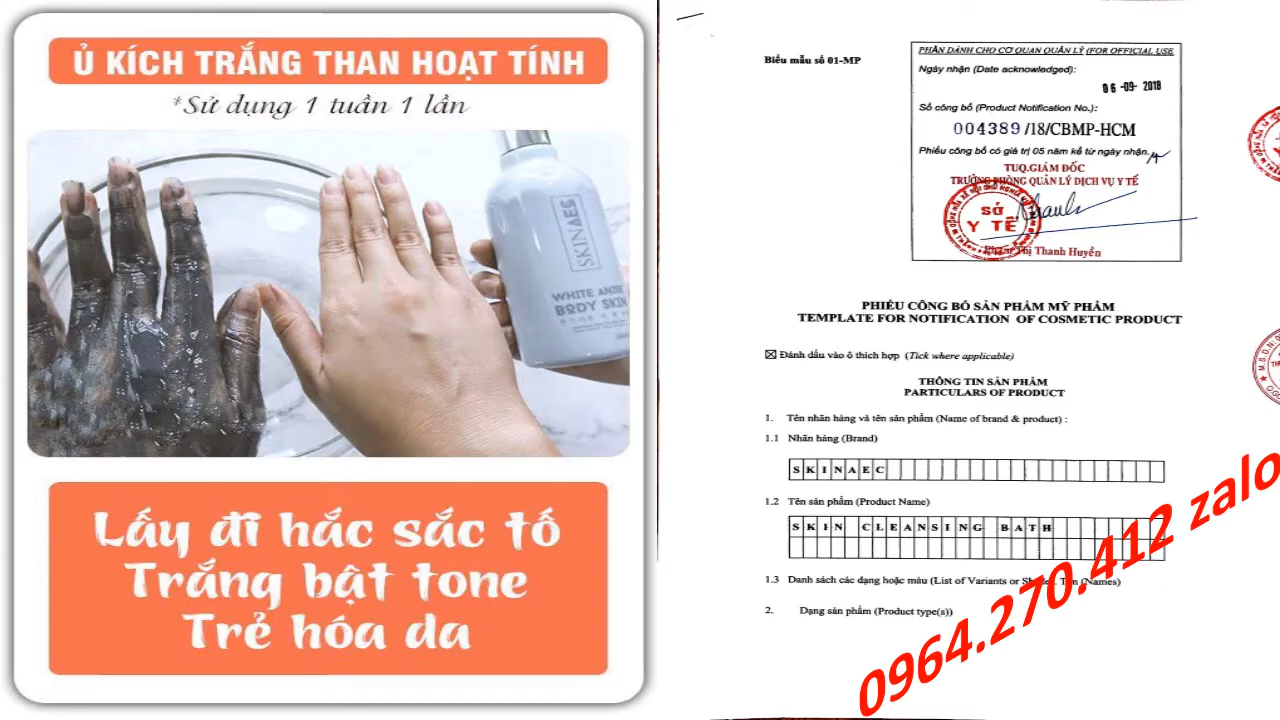 Ủ KÍCH TRẮNG THAN HOẠT TÍNH
*Sử dụng 1 tuần 1 lần
SKINAEC
WHITE
BODY SKIN
Lấy đi hắc sắc tố
Trắng bật tone
Trẻ hóa da
Biểu mẫu số 01-MP
PHẦN DÀNH CHO CƠ QUAN QUẢN LÝ (FOR OFFICIAL USE
Ngày nhận (Date acknowledged):
06 -09- 2018
Số công bố (Product Notification No.):
004389 /18/CBMP-HCM
Phiếu công bố có giá trị 05 năm kể từ ngày nhận.
TUQ.GIÁM ĐỐC
TRƯỞNG PHÒNG QUẢN LÝ DỊCH VỤ Y TẾ
SỞ
Y TẾ
Thị Thanh Huyền
PHIẾU CÔNG BỐ SẢN PHẨM MỸ PHẨM
TEMPLATE FOR NOTIFICATION OF COSMETIC PRODUCT
Đánh dấu vào ô thích hợp (Tick where applicable)
THÔNG TIN SẢN PHẨM
PARTICULARS OF PRODUCT
1. Tên nhãn hàng và tên sản phẩm (Name of brand & product) :
1.1 Nhãn hàng (Brand)
SKINAEC
1.2 Tên sản phẩm (Product Name)
SKIN CLEANSING BATH
1.3 Danh sách các dạng hoặc màu (List of Variants or Names)
2. Dạng sản phẩm (Product type(s))
0964.270.412 zalo